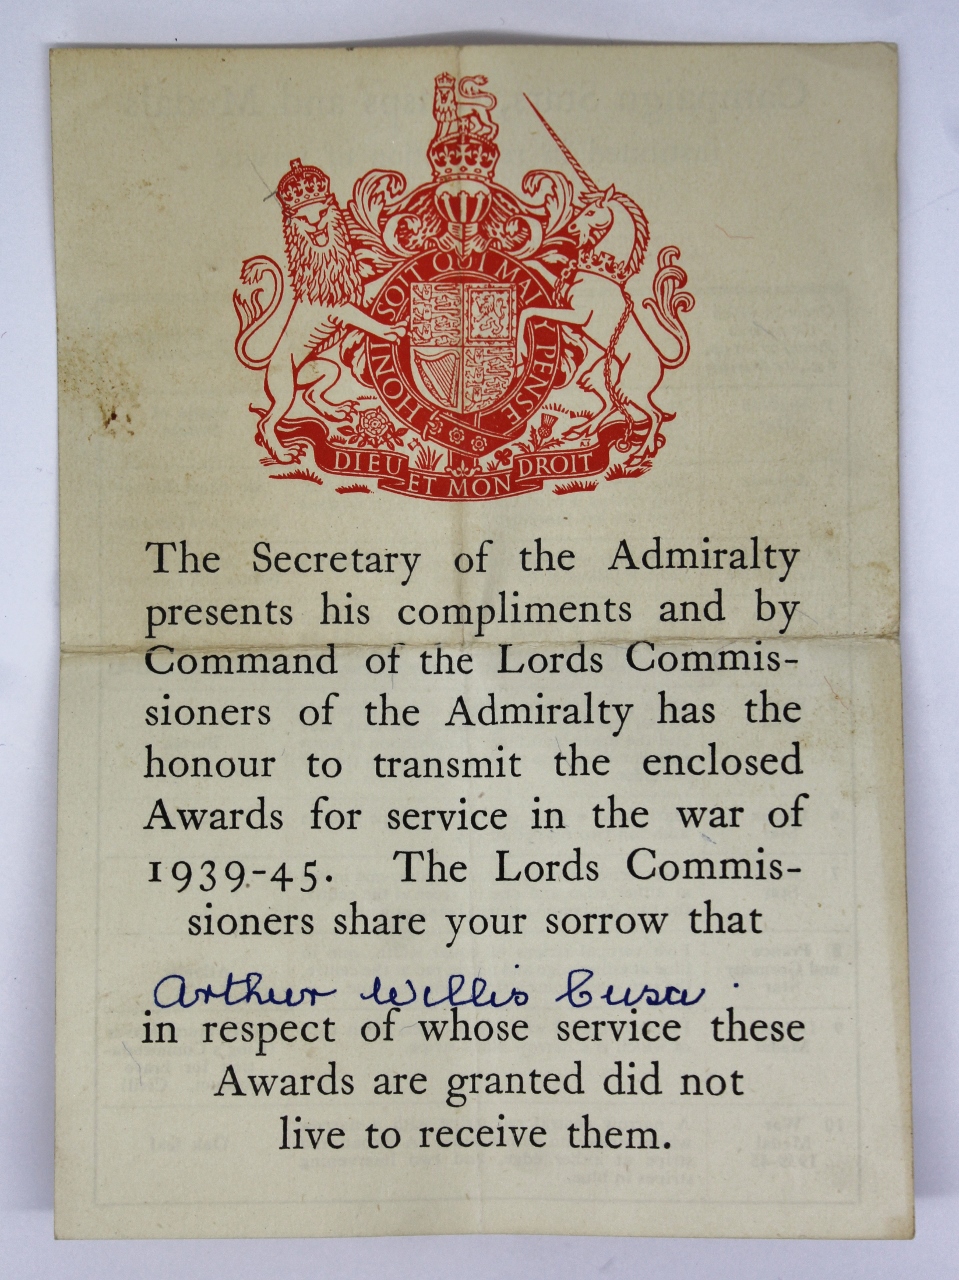 HONI SOIT QUI MAL Y PENSE
DIEU ET MON DROIT
The Secretary of the Admiralty
presents his compliments and by
Command of the Lords Commis-
sioners of the Admiralty has the
honour to transmit the enclosed
Awards for service in the war of
1939-45. The Lords Commis-
sioners share your sorrow that
Arthur Willis Cusa
in respect of whose service these
Awards are granted did not
live to receive them.